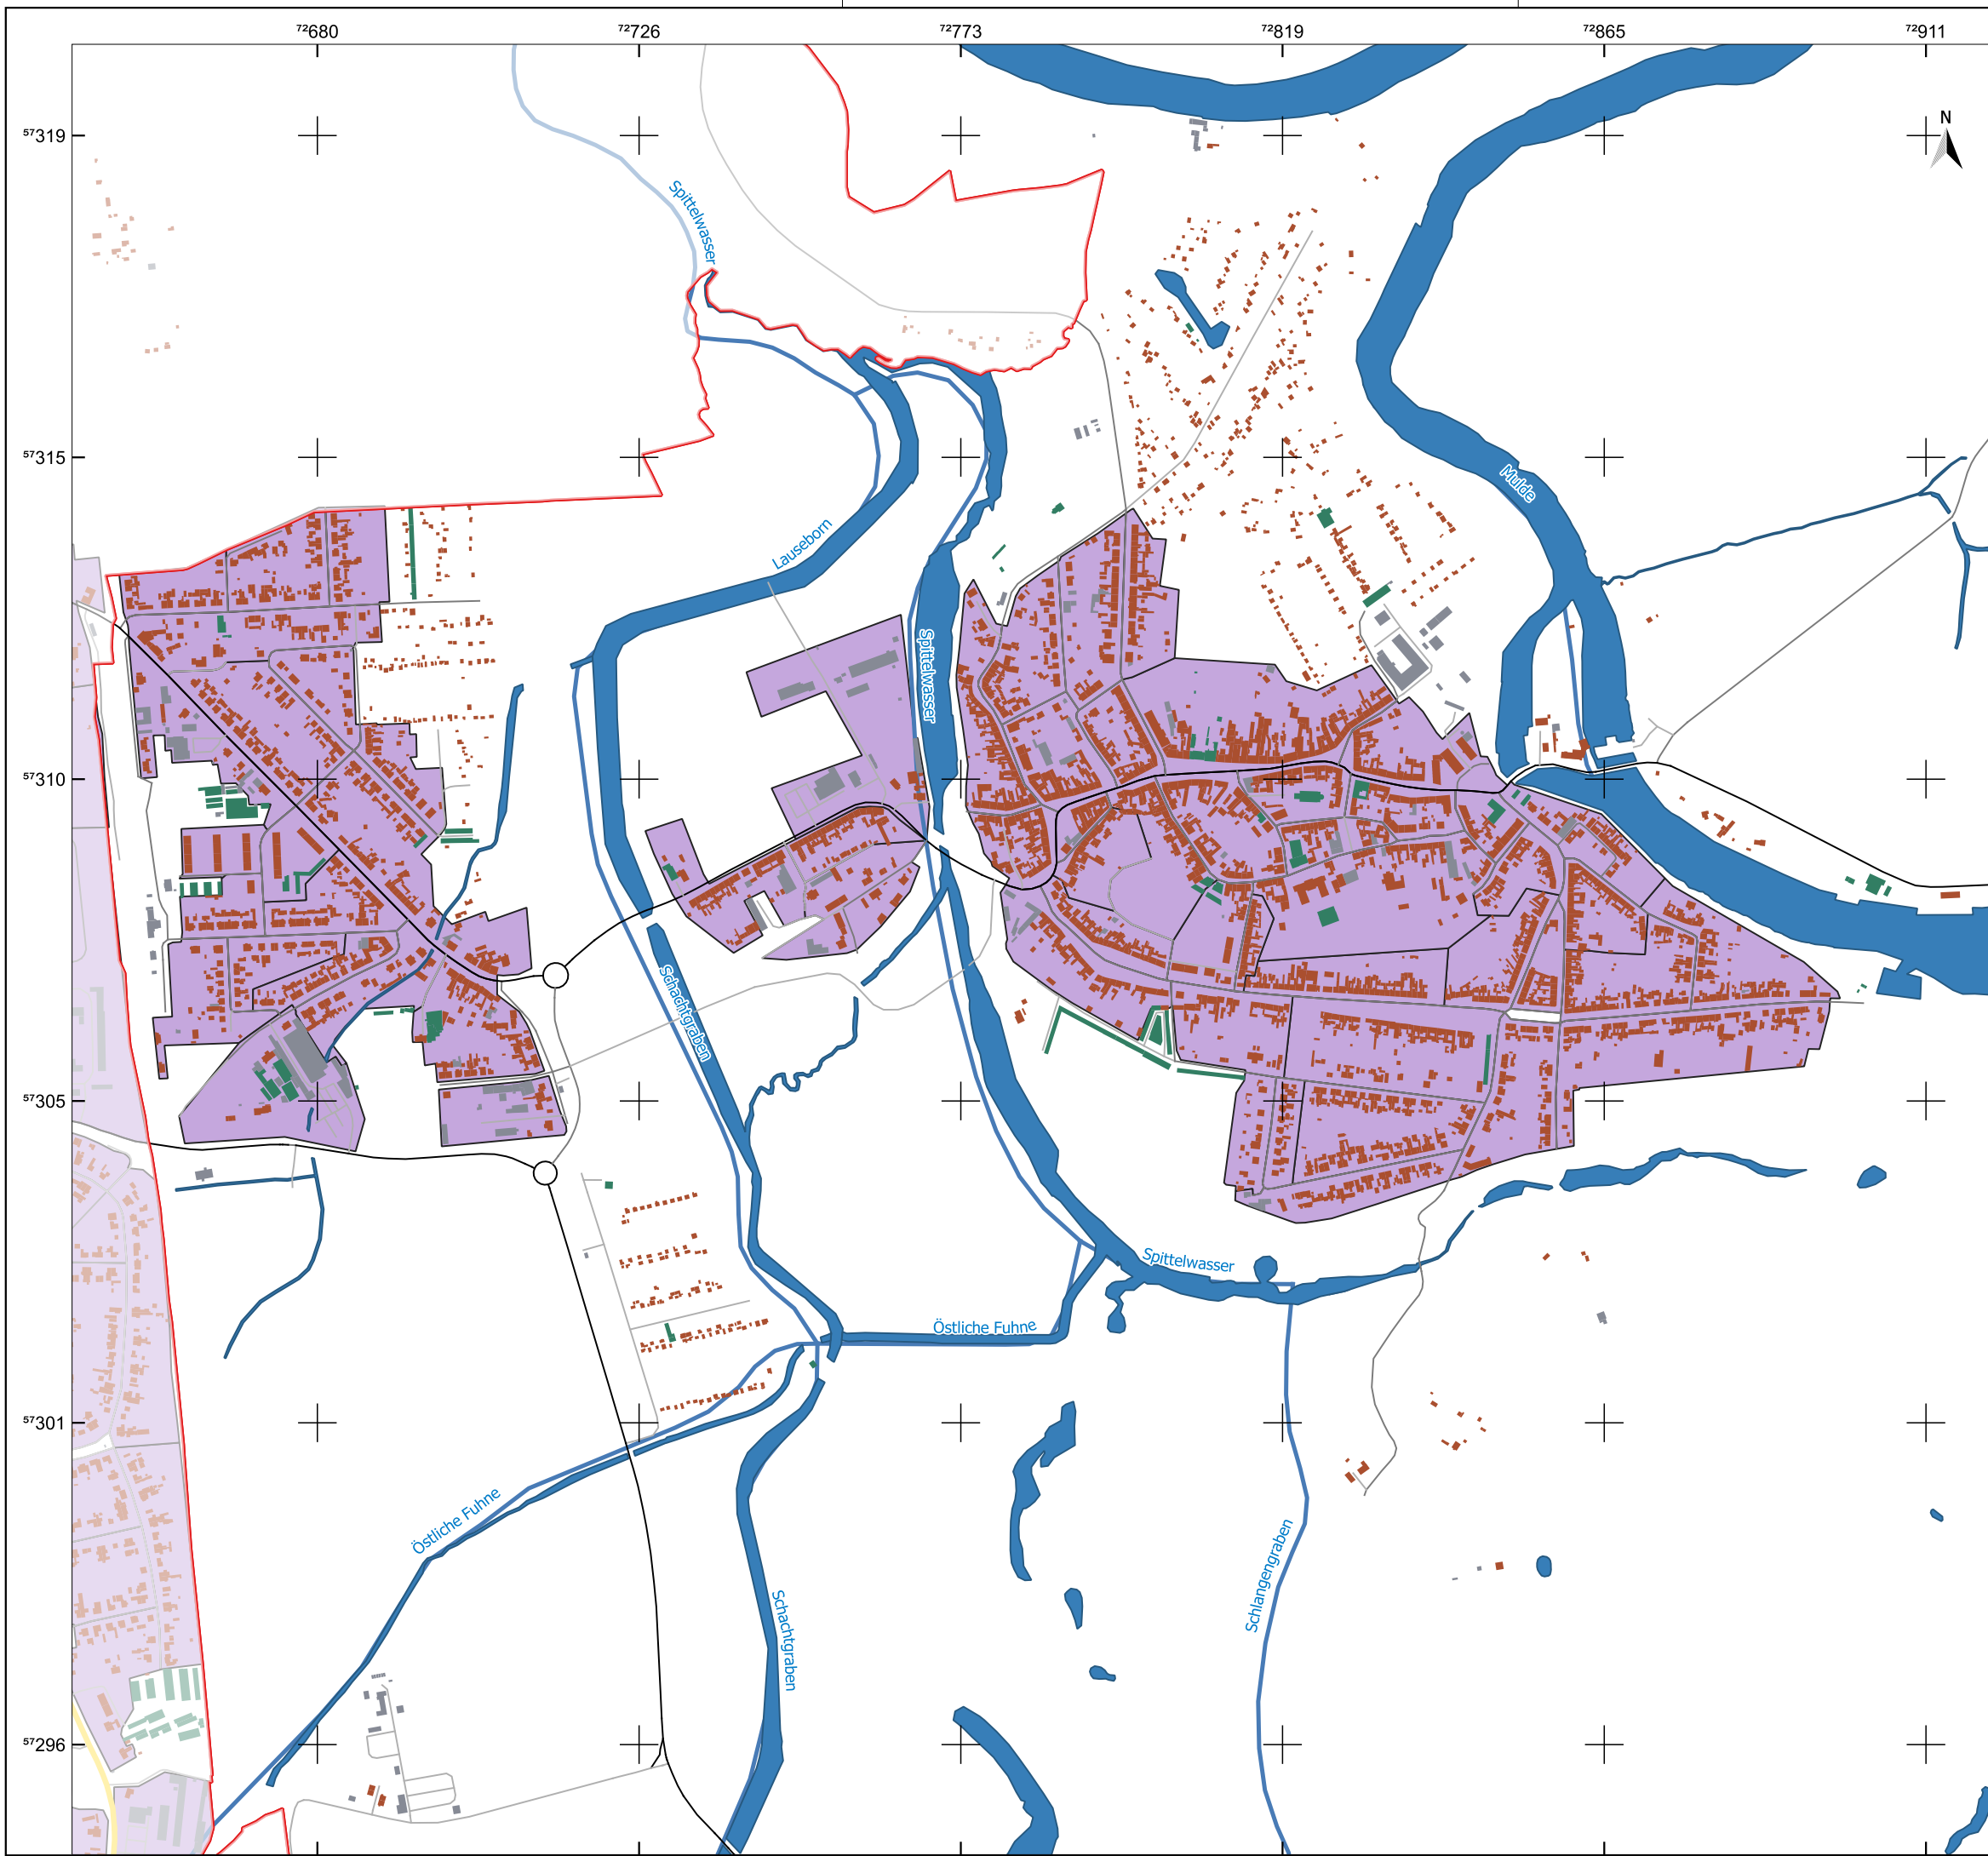 72680
72726
72773
72819
72865
72911
57319
N
Spittelwasser
57315
Mulde
Lauseborn
Spittelwasser
57310
Schachtgraben
57305
Spittelwasser
Östliche Fuhne
57301
Östliche Fuhne
Schlangengraben
Schachtgraben
57296